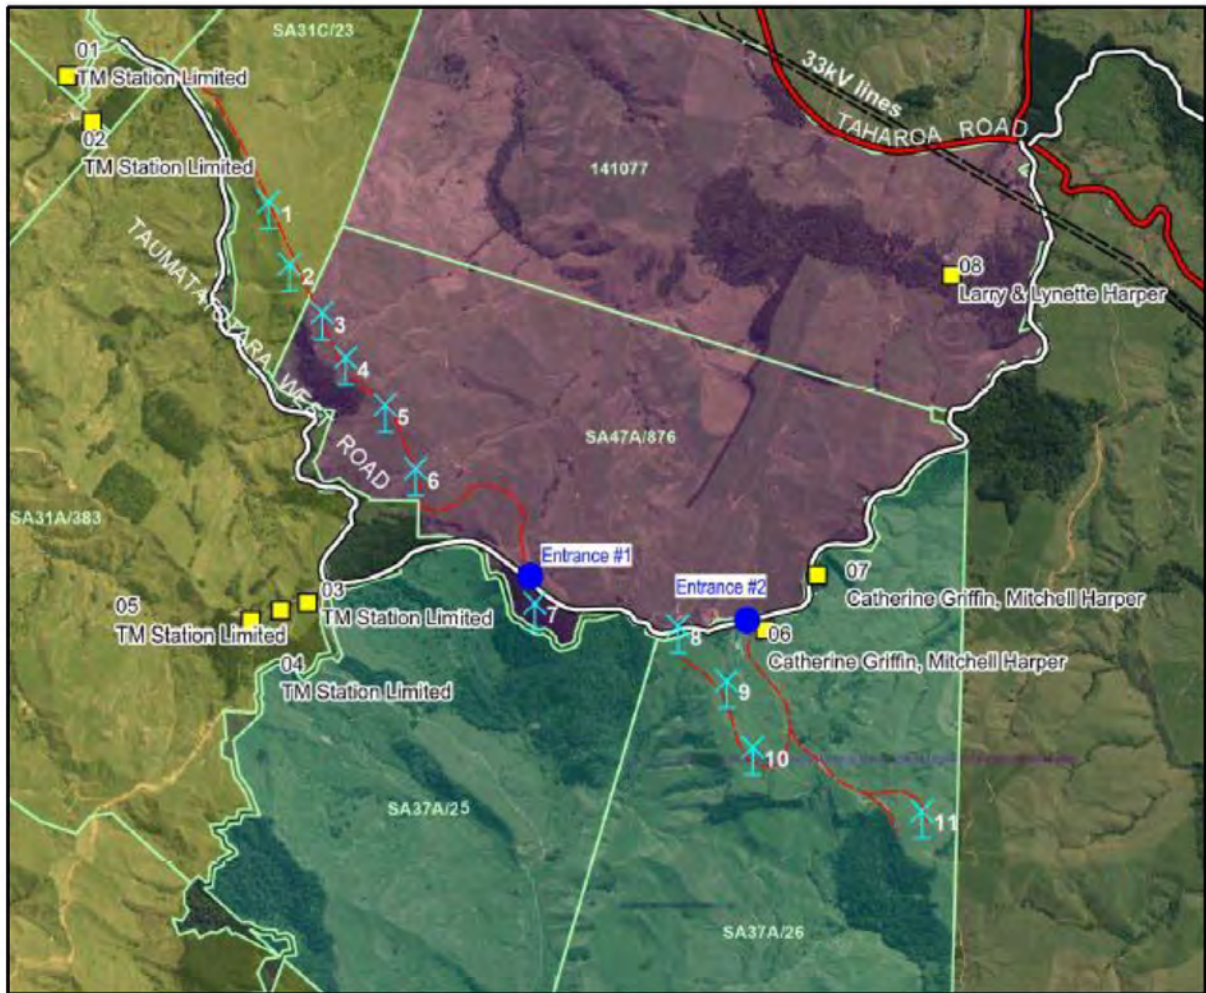 SA31C/23
01
TM Station Limited
33kV lines
TAHAROA ROAD
02
TM Station Limited
141077
1
TAUMATATOTARA WEST ROAD
2
08
Larry & Lynette Harper
3
4
5
SA47A/876
6
SA31A/383
Entrance #1
Entrance #2
07
Catherine Griffin, Mitchell Harper
03
TM Station Limited
05
TM Station Limited
7
8
06
Catherine Griffin, Mitchell Harper
04
TM Station Limited
9
10
SA37A/25
11
SA37A/26